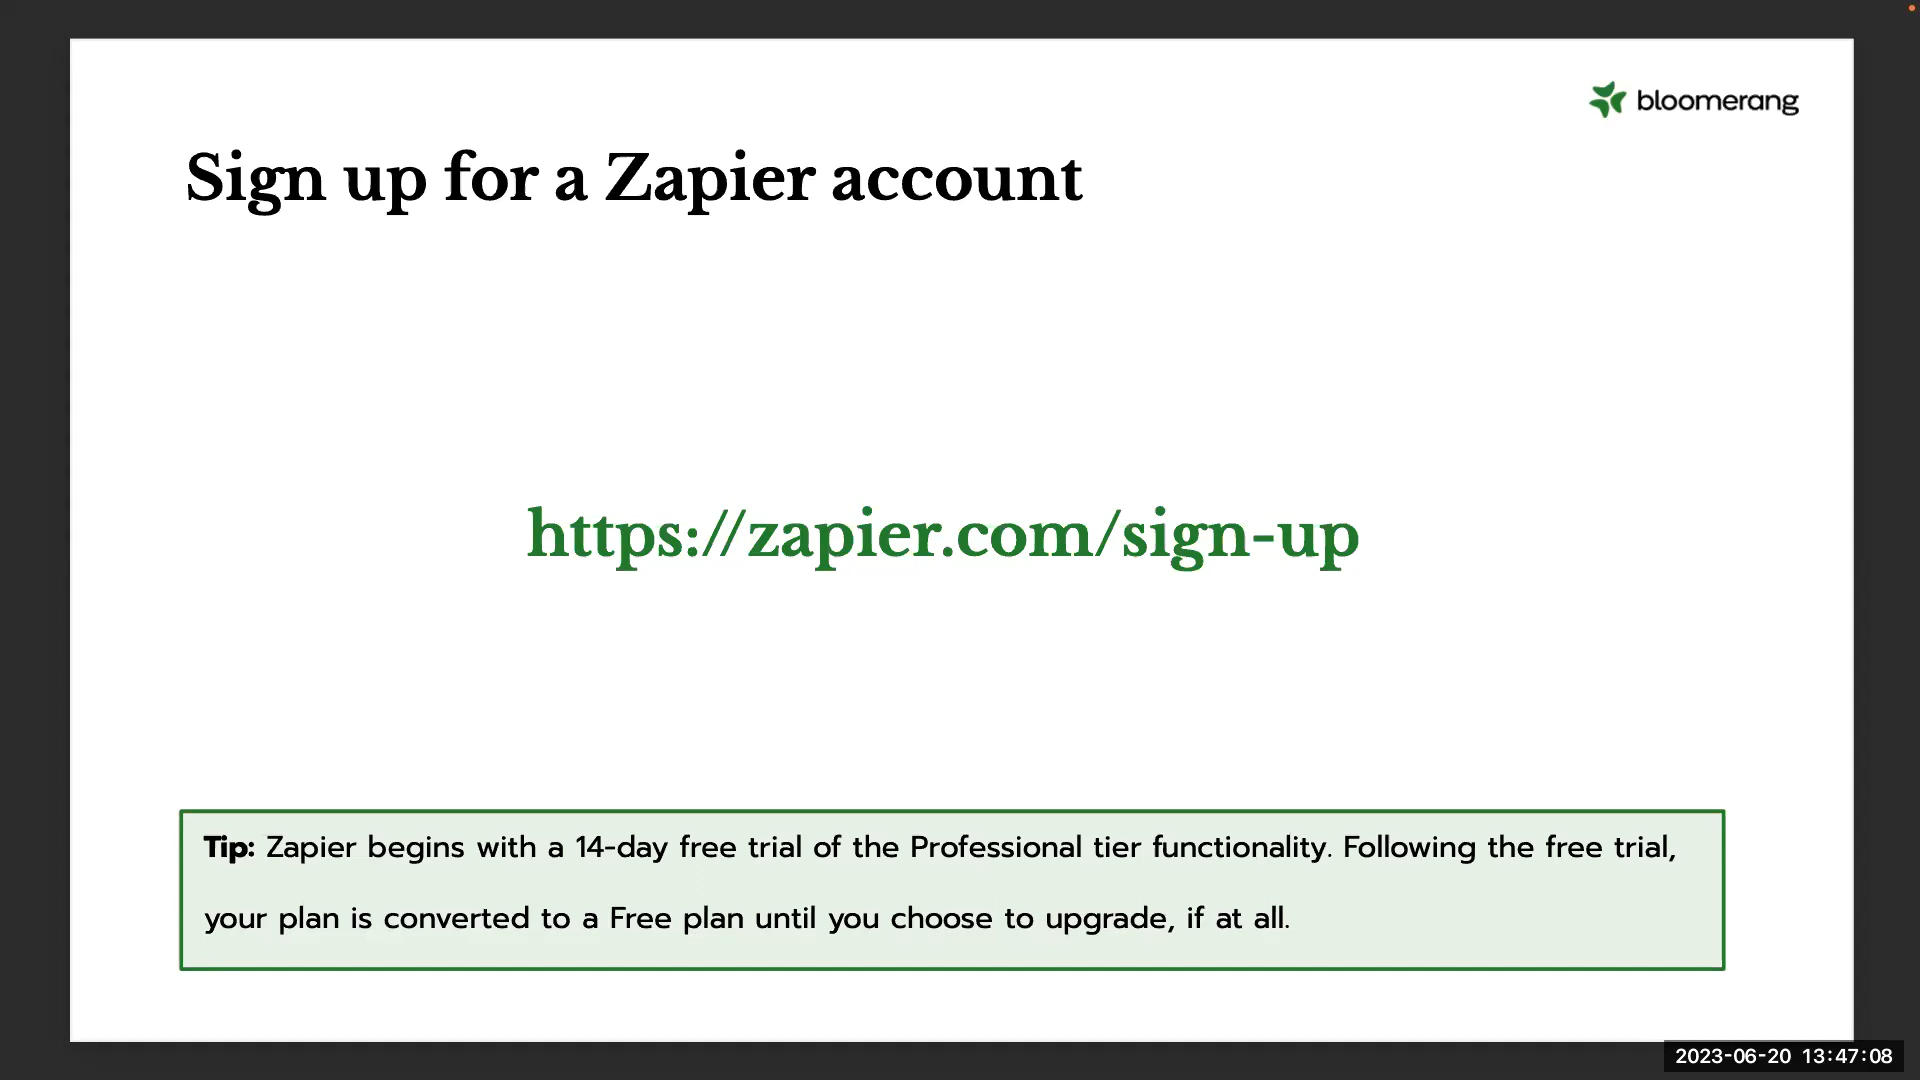 bloomerang
Sign up for a Zapier account
https://zapier.com/sign-up
Tip: Zapier begins with a 14-day free trial of the Professional tier functionality. Following the free trial,
your plan is converted to a Free plan until you choose to upgrade, if at all.
2023-06-20 13:47:08